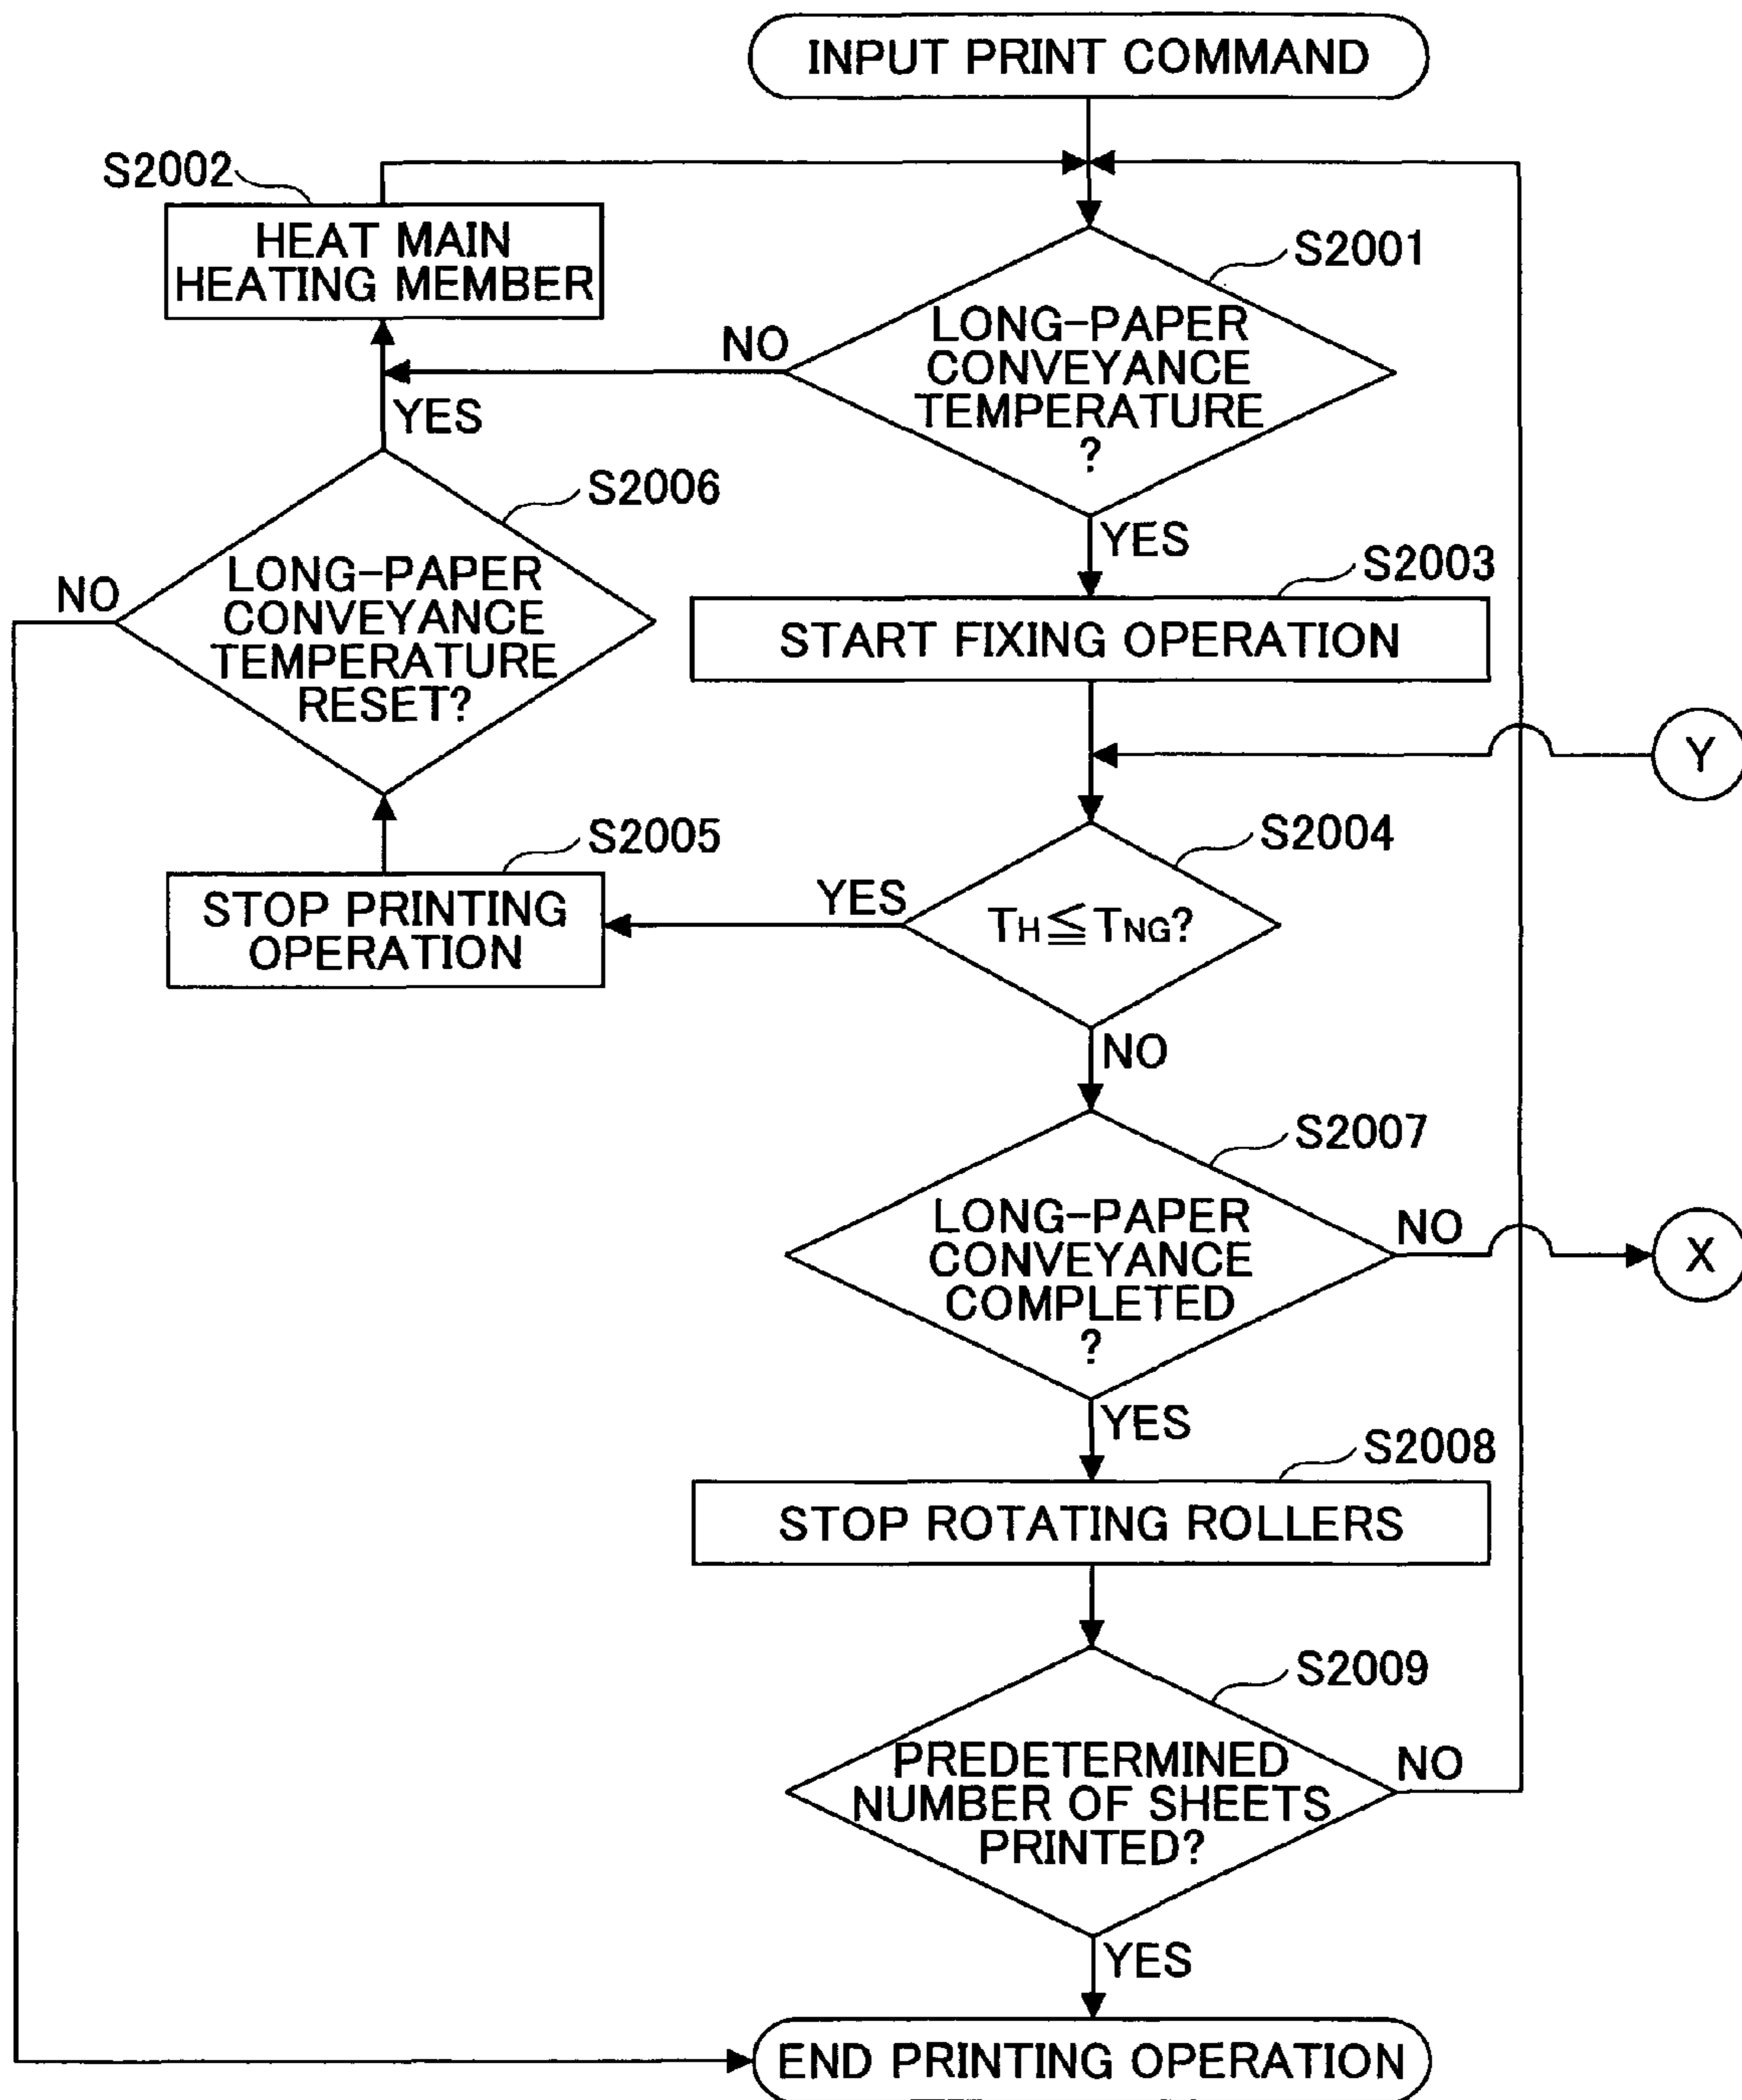 INPUT PRINT COMMAND
S2002
HEAT MAIN
HEATING MEMBER
S2001
LONG-PAPER
CONVEYANCE
TEMPERATURE
?
NO
YES
S2006
LONG-PAPER
CONVEYANCE
TEMPERATURE
RESET?
NO
YES
S2003
START FIXING OPERATION
Y
S2005
STOP PRINTING
OPERATION
S2004
TH≦TNG?
YES
NO
S2007
LONG-PAPER
CONVEYANCE
COMPLETED
?
NO
X
YES
S2008
STOP ROTATING ROLLERS
S2009
PREDETERMINED
NUMBER OF SHEETS
PRINTED?
NO
YES
END PRINTING OPERATION